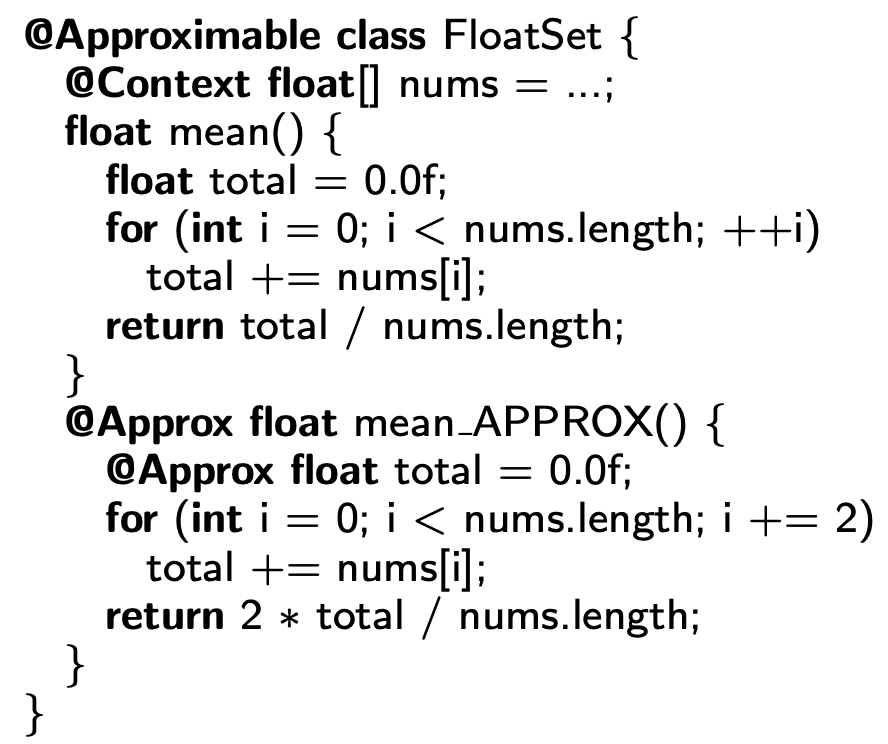 @Approximable class FloatSet {
@Context float[] nums = ...;
float mean() {
float total = 0.0f;
for (int i = 0; i < nums.length; ++i)
total += nums[i];
return total / nums.length;
}
@Approx float mean_APPROX() {
@Approx float total = 0.0f;
for (int i = 0; i < nums.length; i += 2)
total += nums[i];
return 2 * total / nums.length;
}
}